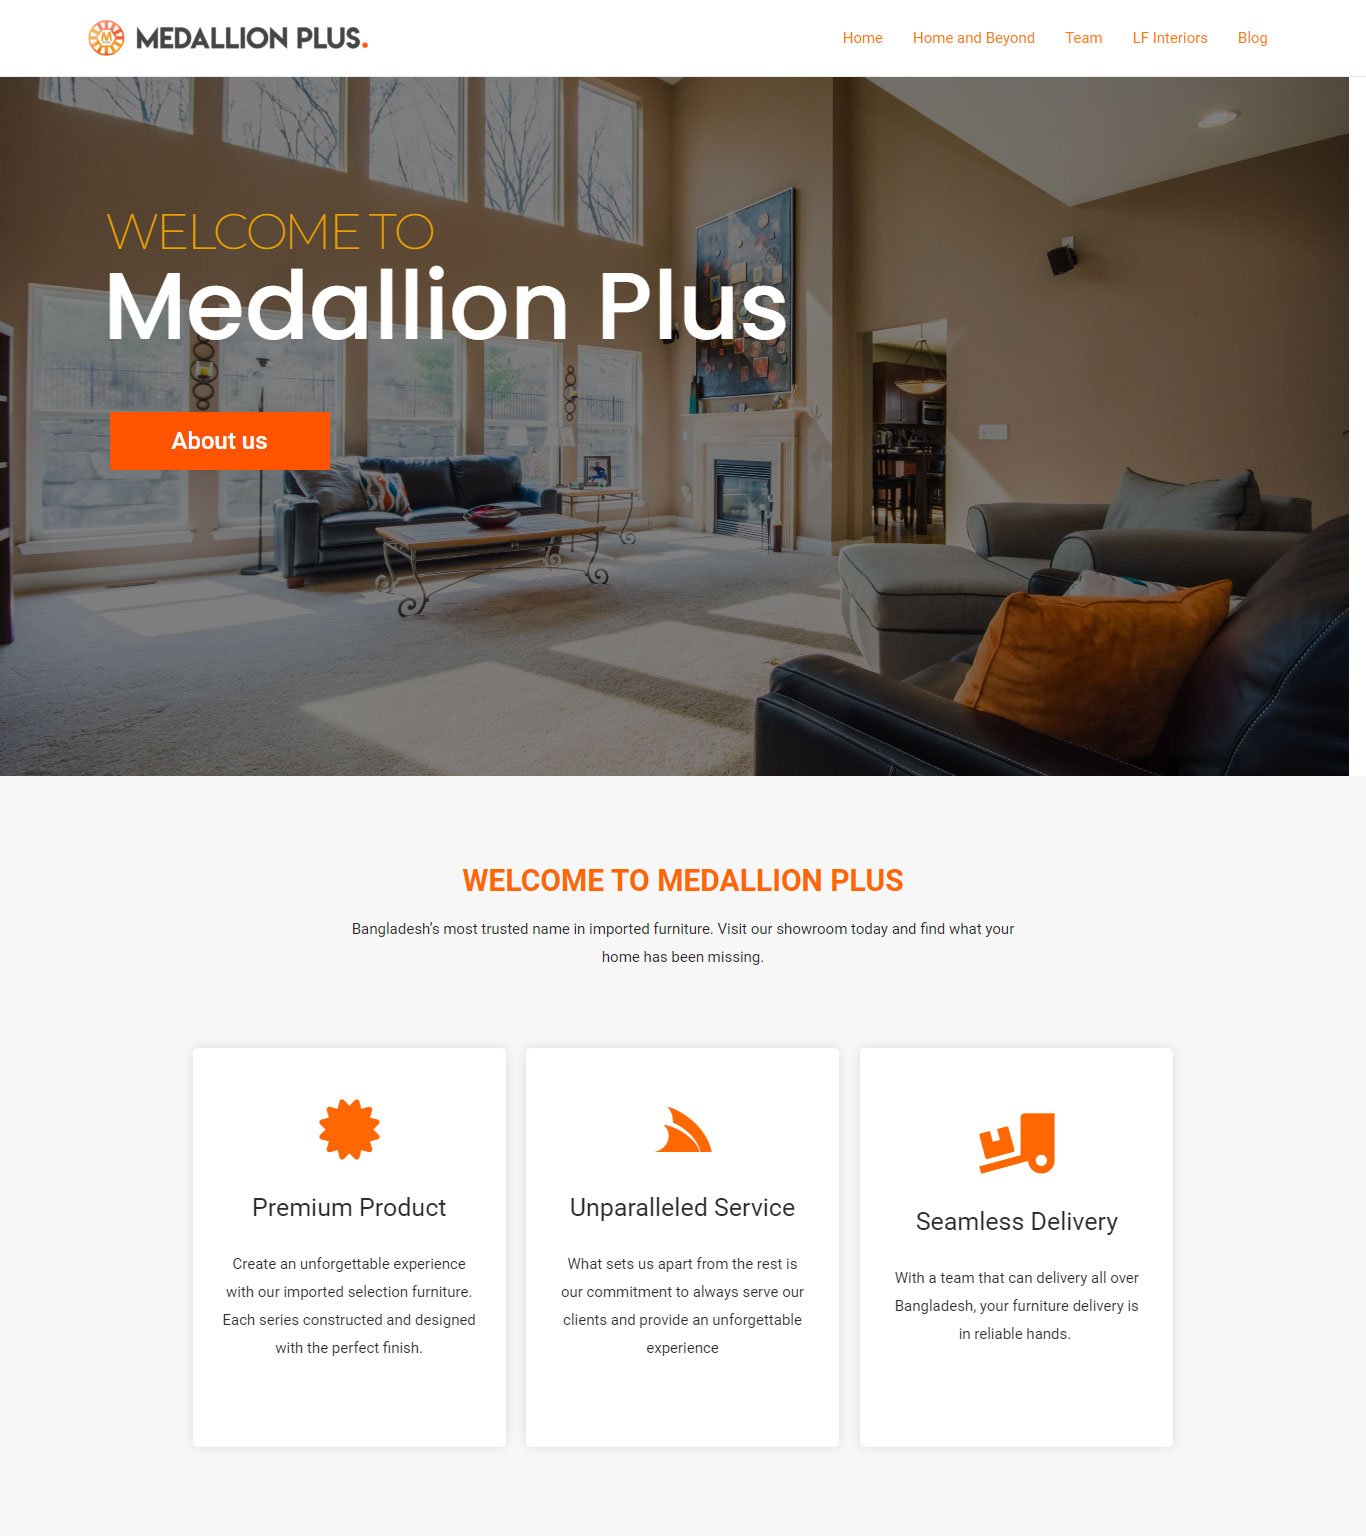 MEDALLION PLUS.
Home Home and Beyond Team LF Interiors Blog
WELCOME TO
Medallion Plus
About us
WELCOME TO MEDALLION PLUS
Bangladesh’s most trusted name in imported furniture. Visit our showroom today and find what your
home has been missing.
Premium Product
Create an unforgettable experience
with our imported selection furniture.
Each series constructed and designed
with the perfect finish.
Unparalleled Service
What sets us apart from the rest is
our commitment to always serve our
clients and provide an unforgettable
experience
Seamless Delivery
With a team that can delivery all over
Bangladesh, your furniture delivery is
in reliable hands.